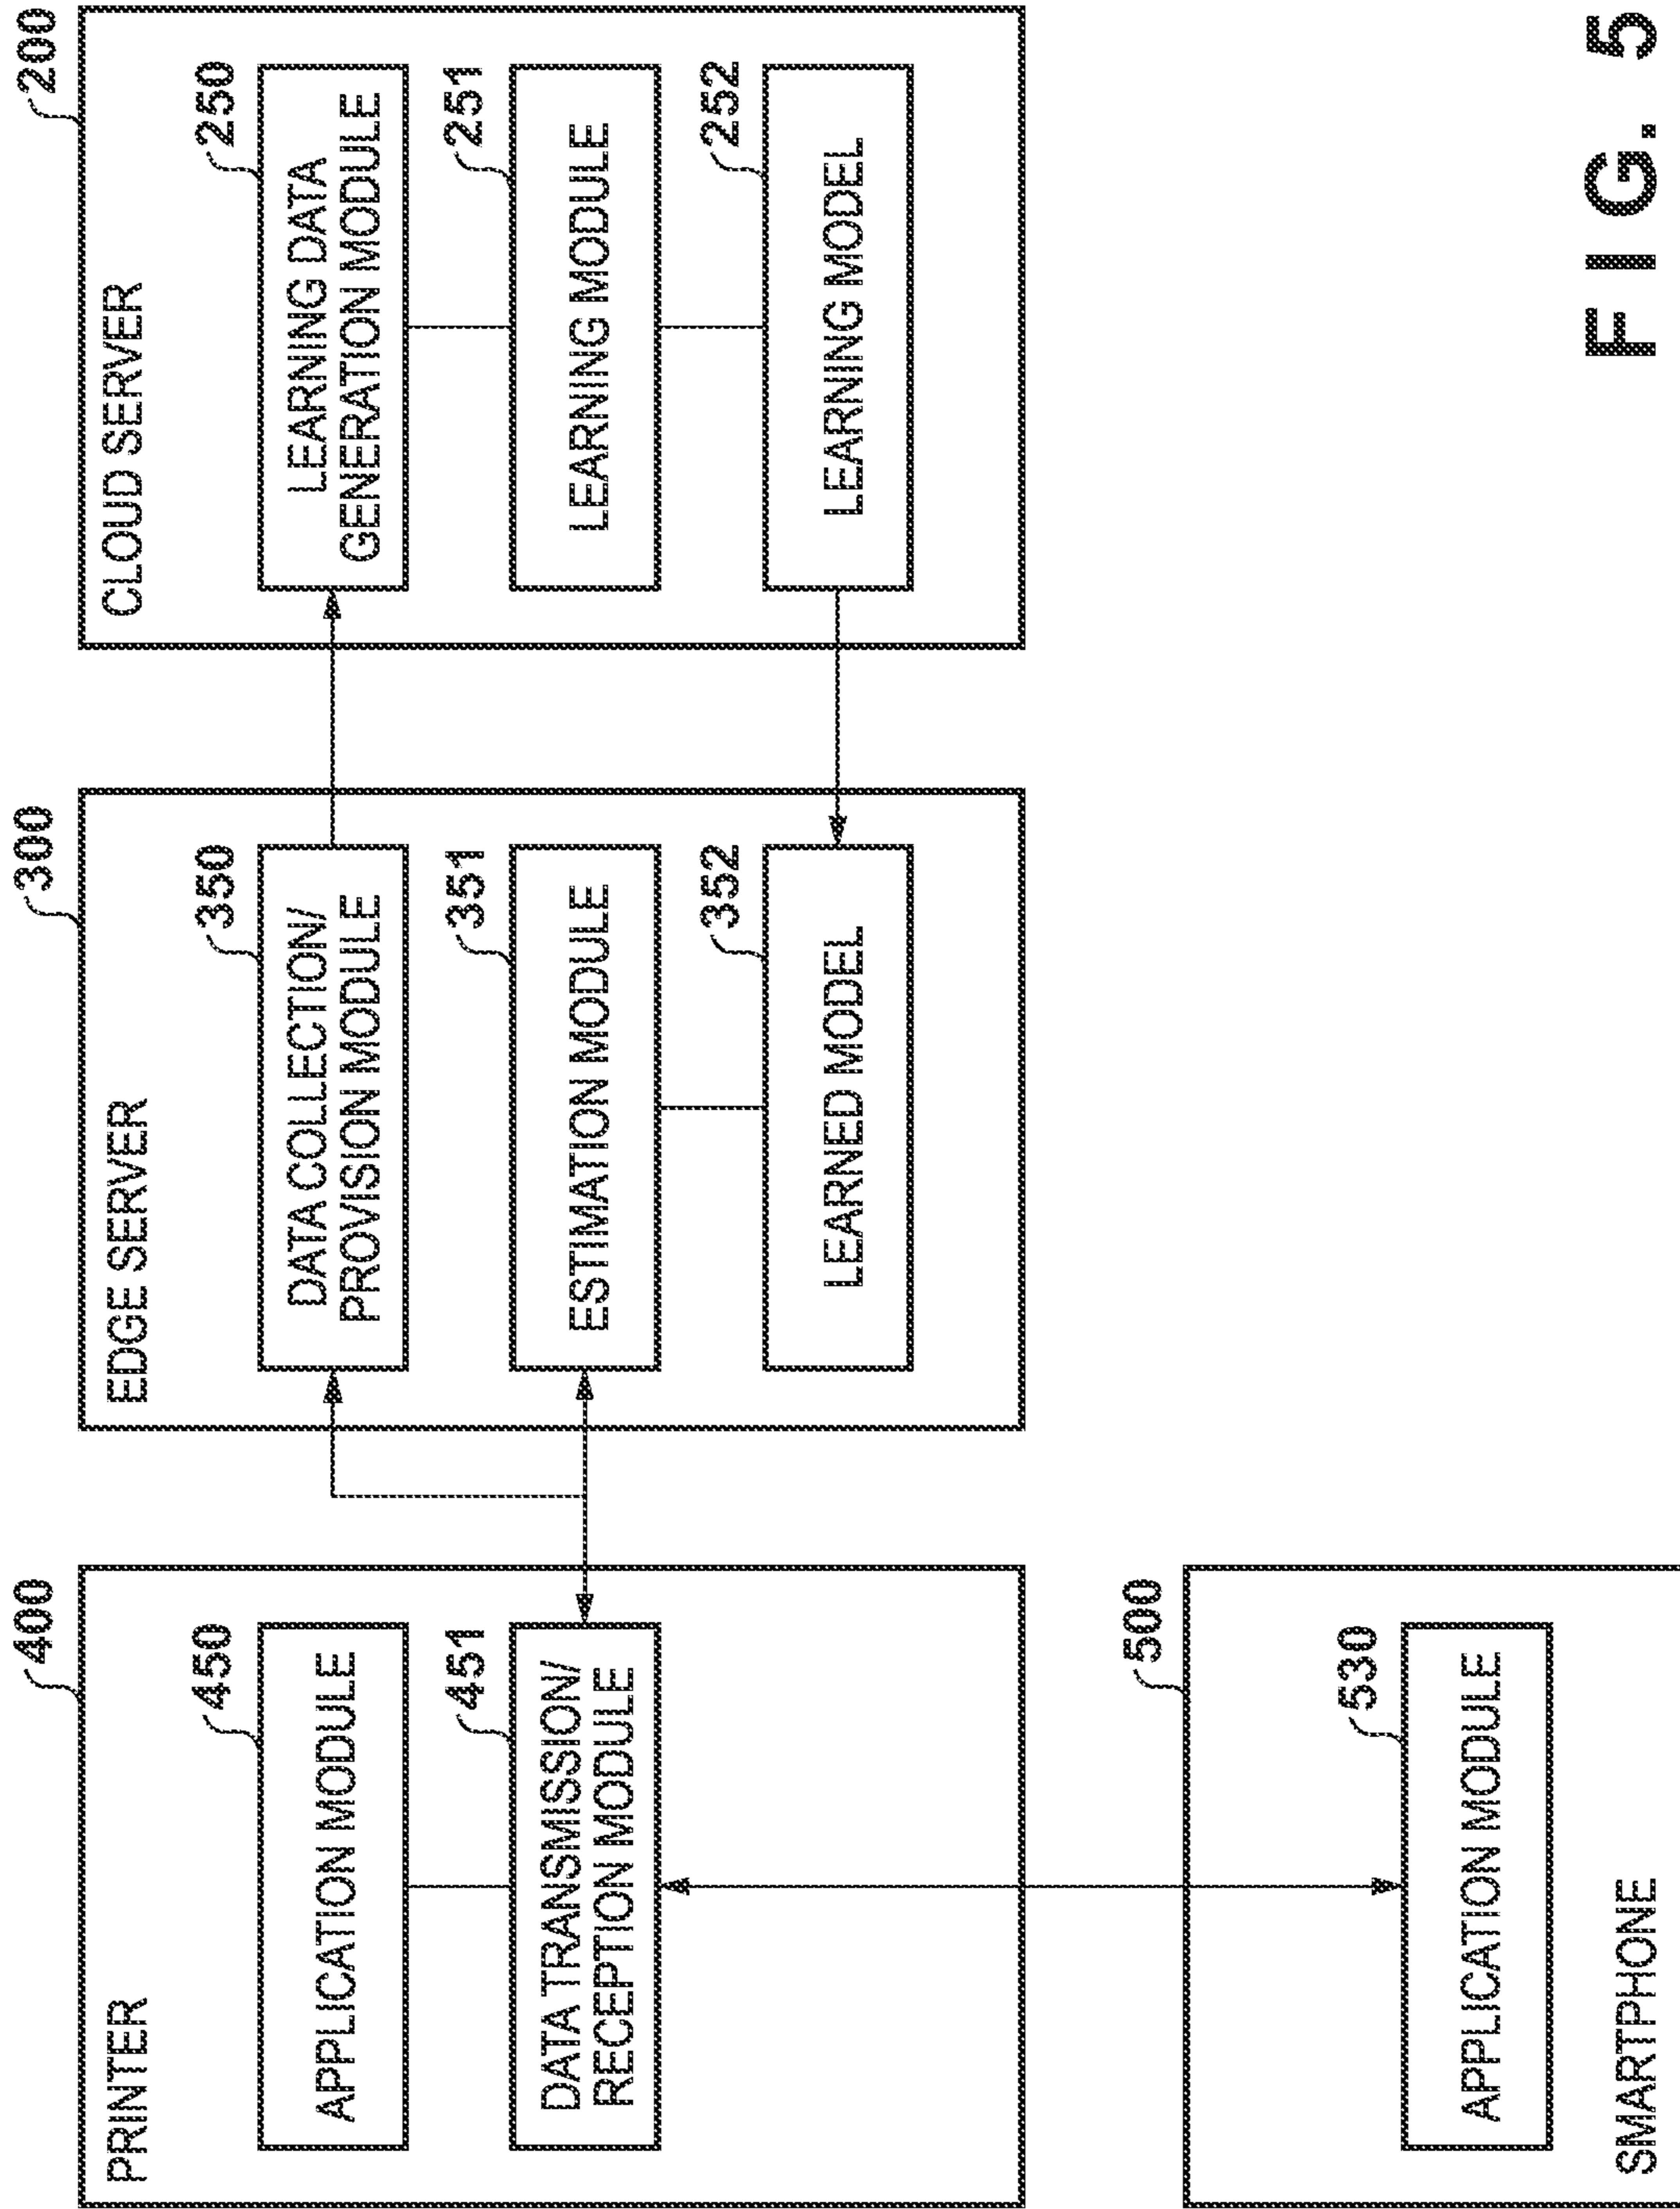 400
PRINTER
450
APPLICATION MODULE
451
DATA TRANSMISSION/
RECEPTION MODULE
300
EDGE SERVER
350
DATA COLLECTION/
PROVISION MODULE
351
ESTIMATION MODULE
352
LEARNED MODEL
200
CLOUD SERVER
250
LEARNING DATA
GENERATION MODULE
251
LEARNING MODULE
252
LEARNING MODEL
500
530
APPLICATION MODULE
SMARTPHONE
FIG. 5